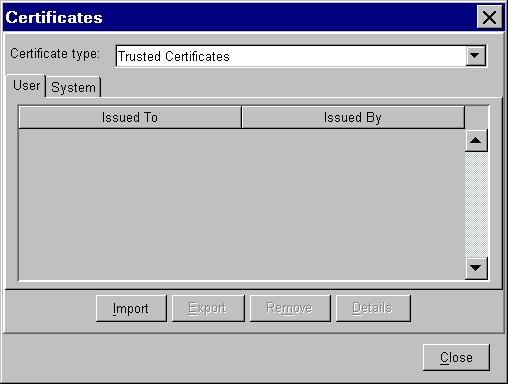 Certificates
Certificate type: Trusted Certificates
User System
Issued To Issued By
Import Export Remove Details
Close